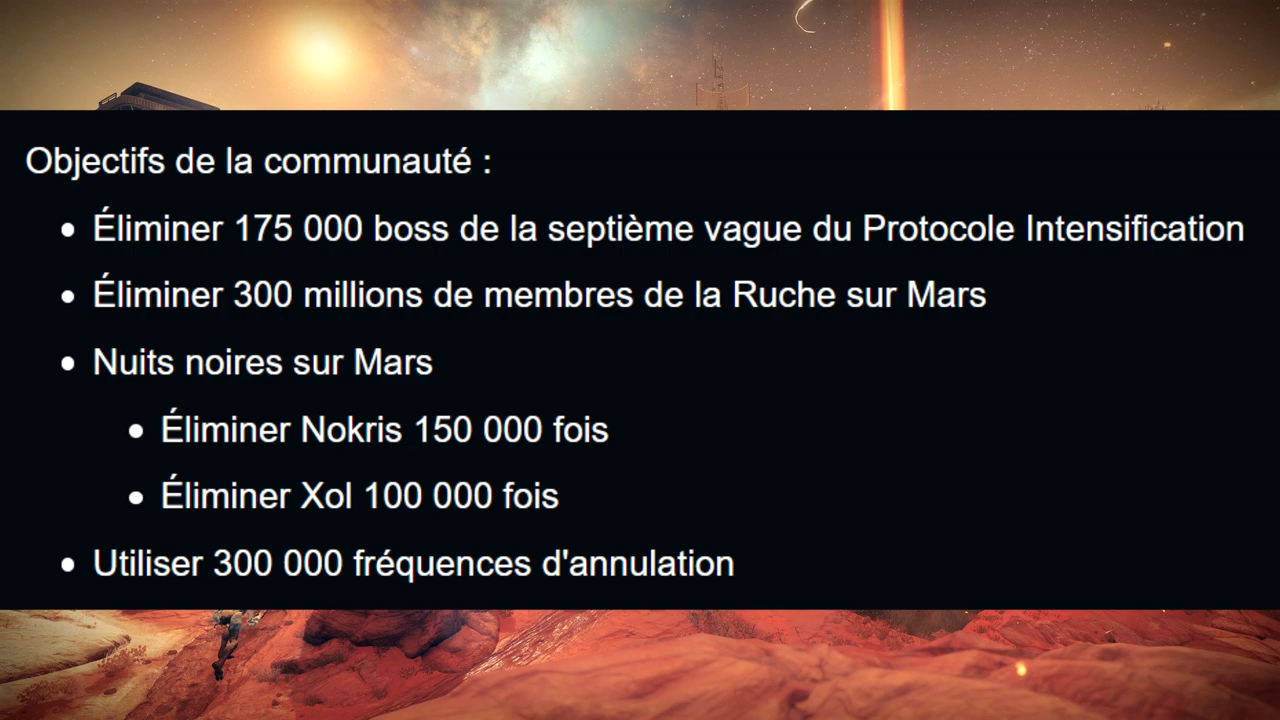 Objectifs de la communauté :
• Éliminer 175 000 boss de la septième vague du Protocole Intensification
• Éliminer 300 millions de membres de la Ruche sur Mars
• Nuits noires sur Mars
• Éliminer Nokris 150 000 fois
• Éliminer Xol 100 000 fois
• Utiliser 300 000 fréquences d'annulation